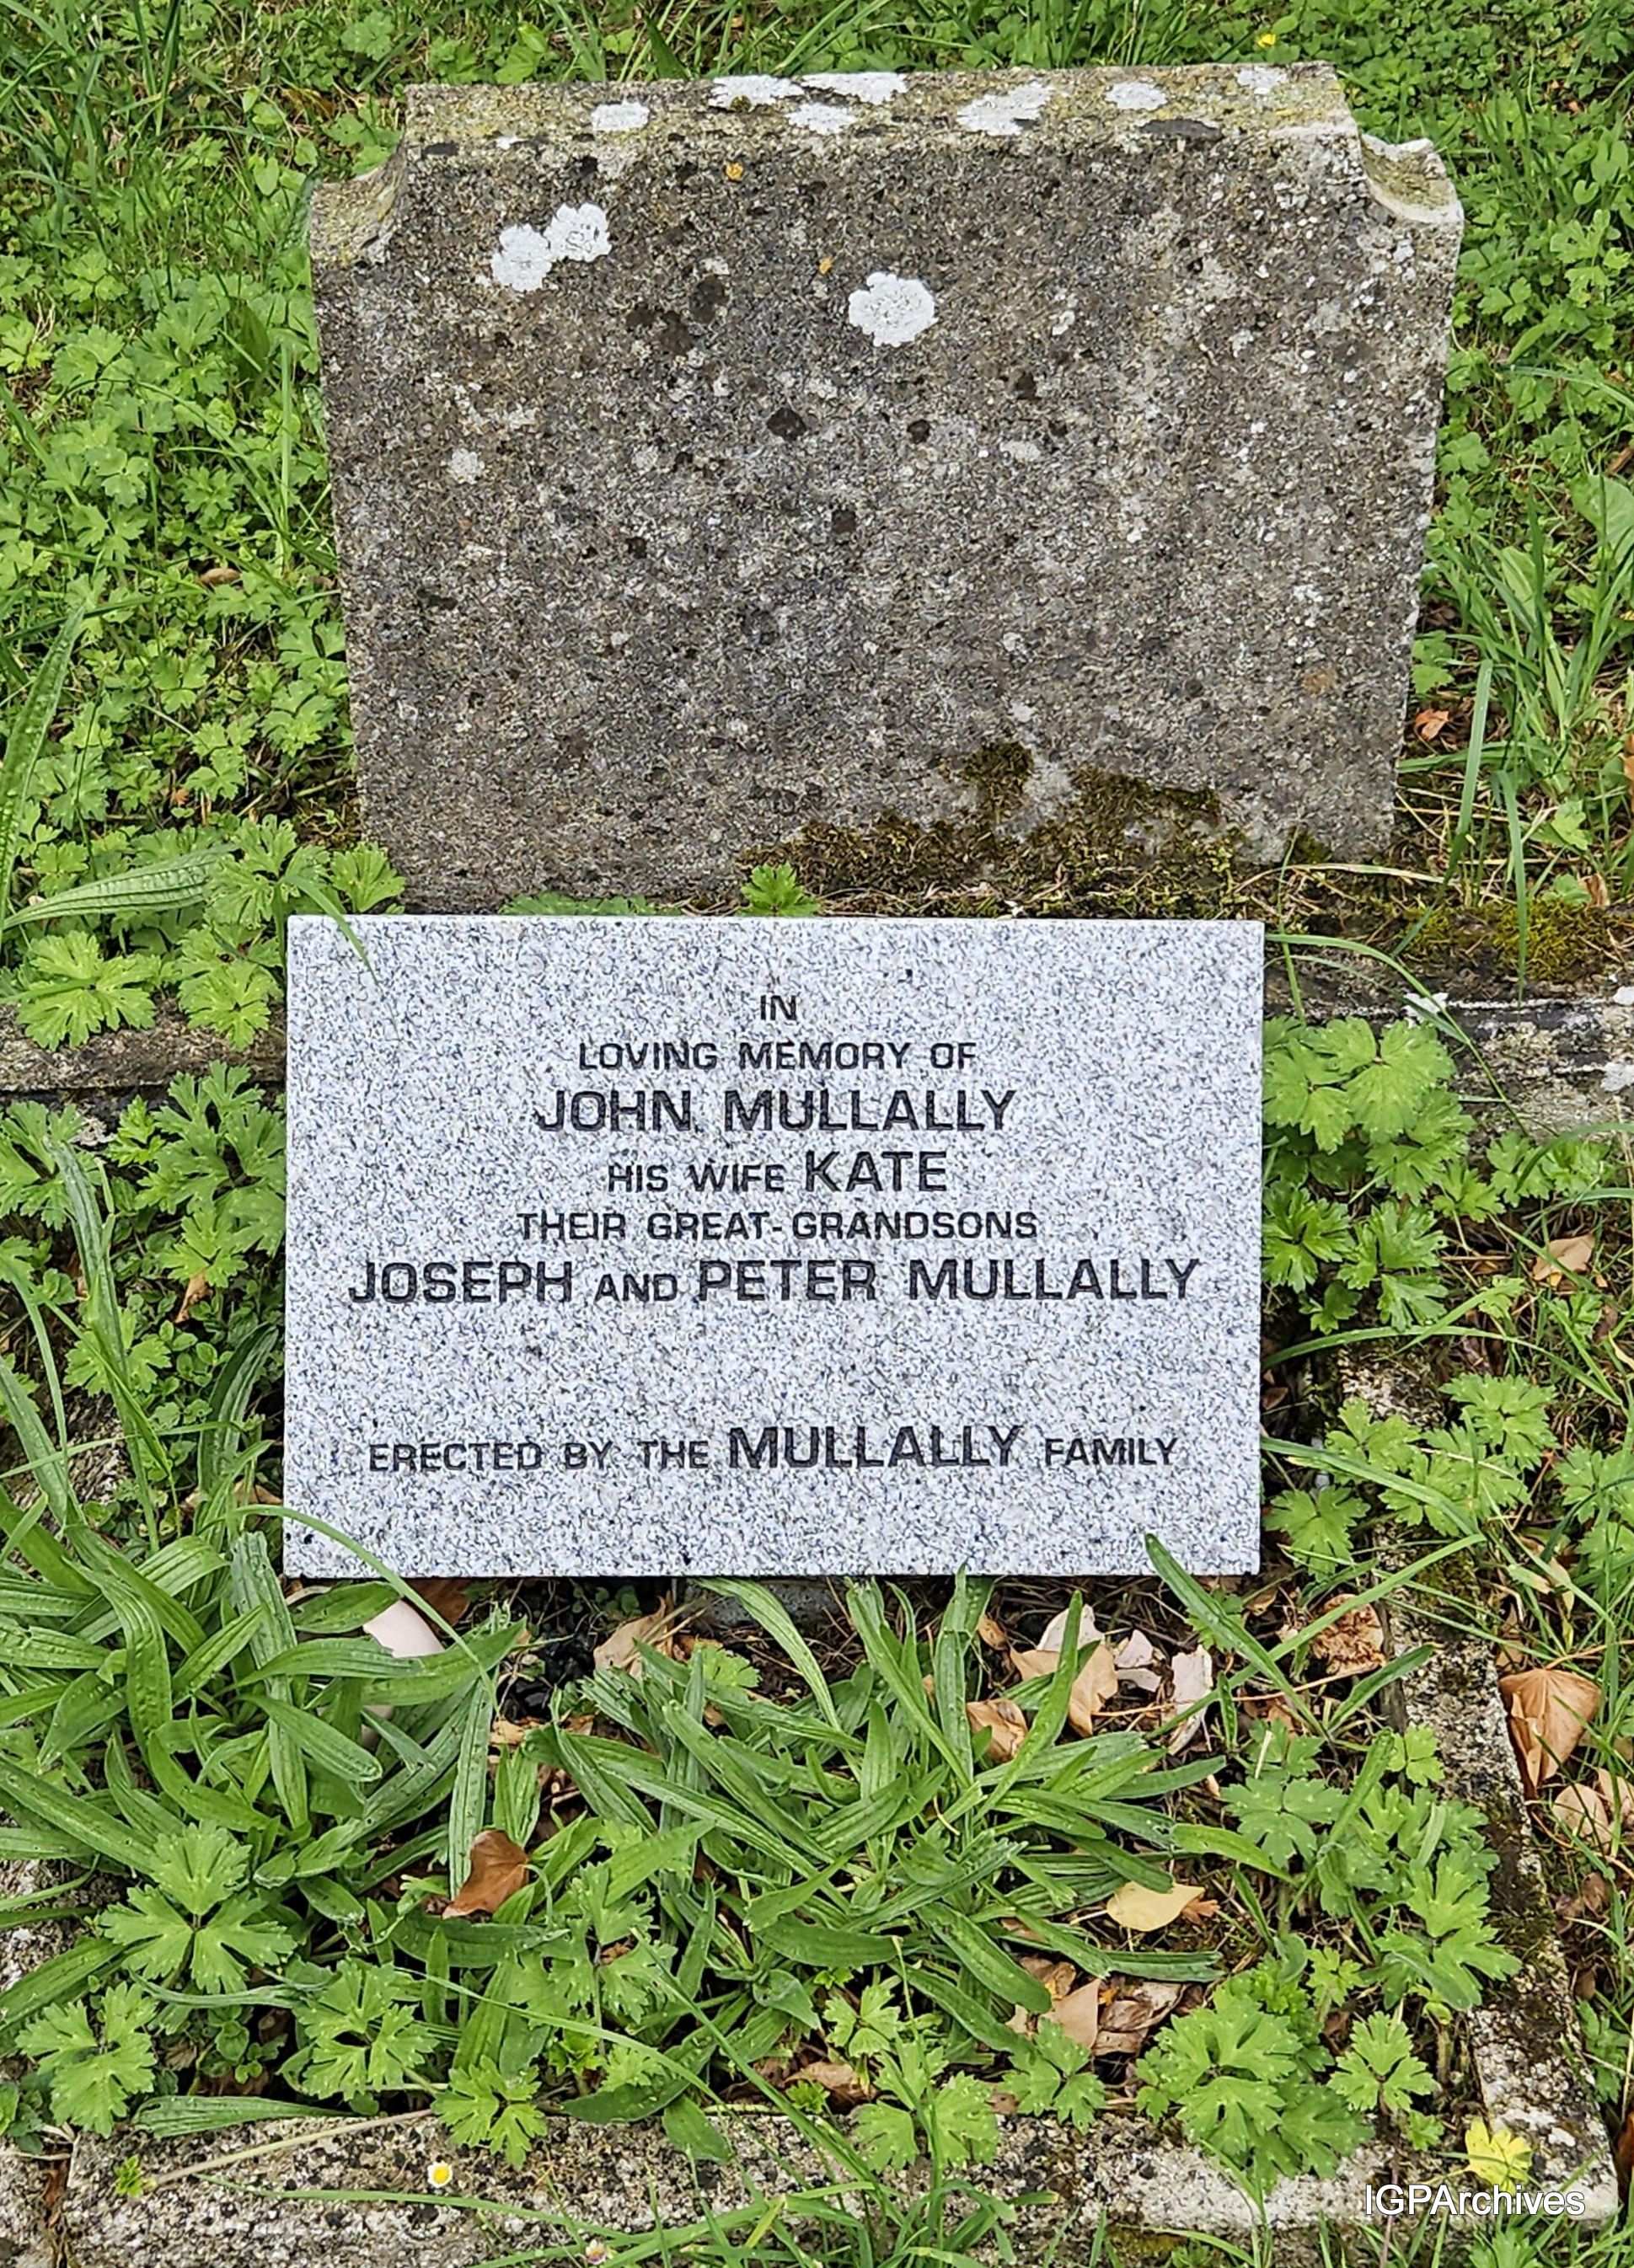 IN
LOVING MEMORY OF
JOHN MULLALLY
HIS WIFE KATE
THEIR GREAT-GRANDSONS
JOSEPH AND PETER MULLALLY
ERECTED BY THE MULLALLY FAMILY
IGPArchives